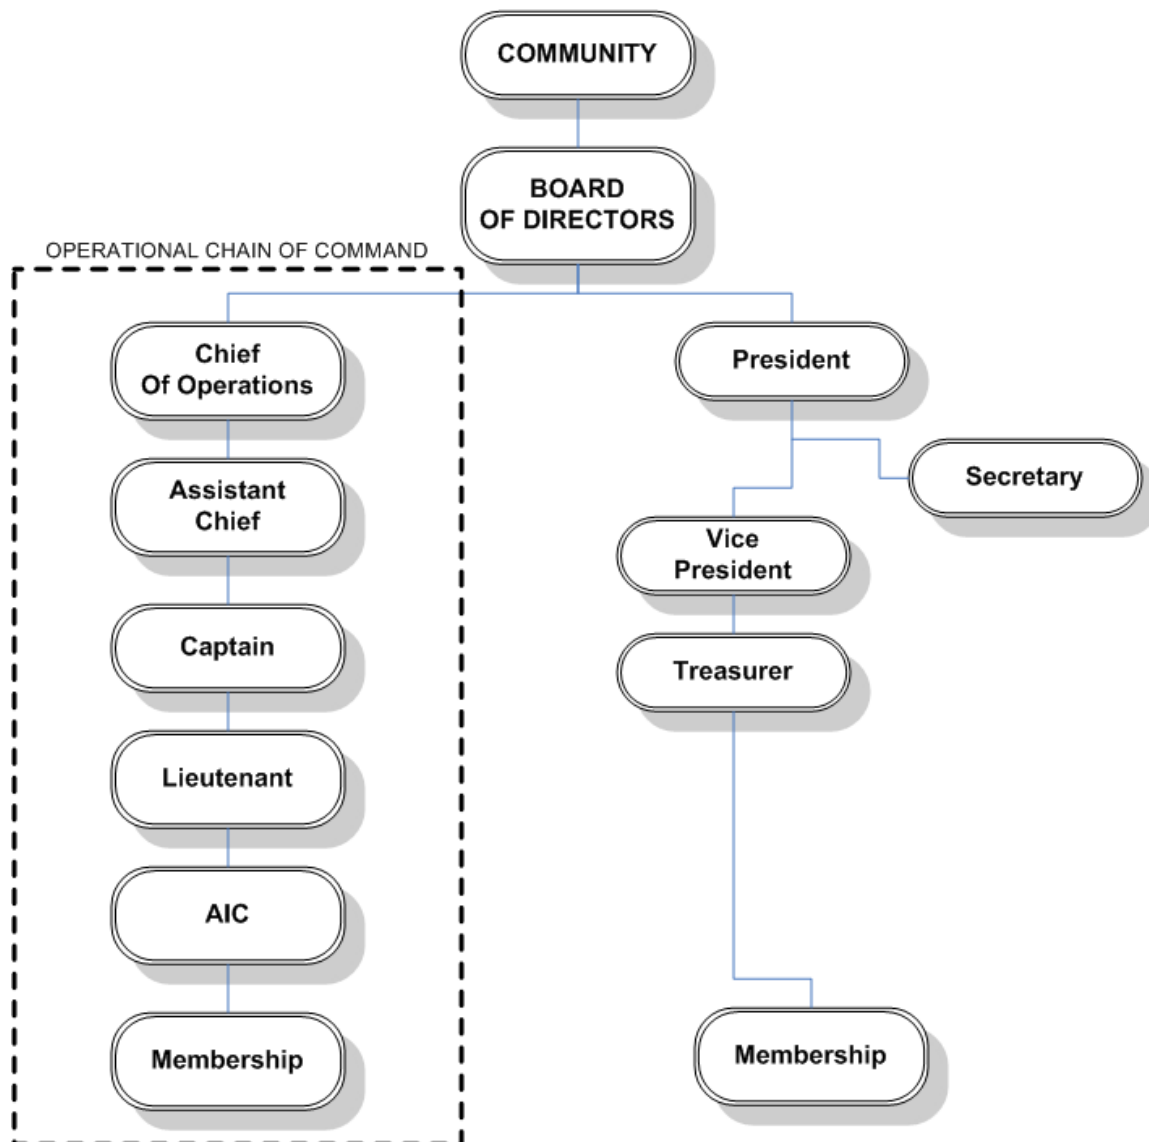 COMMUNITY
BOARD
OF DIRECTORS
OPERATIONAL CHAIN OF COMMAND
Chief
Of Operations
Assistant
Chief
Captain
Lieutenant
AIC
Membership
President
Secretary
Vice
President
Treasurer
Membership